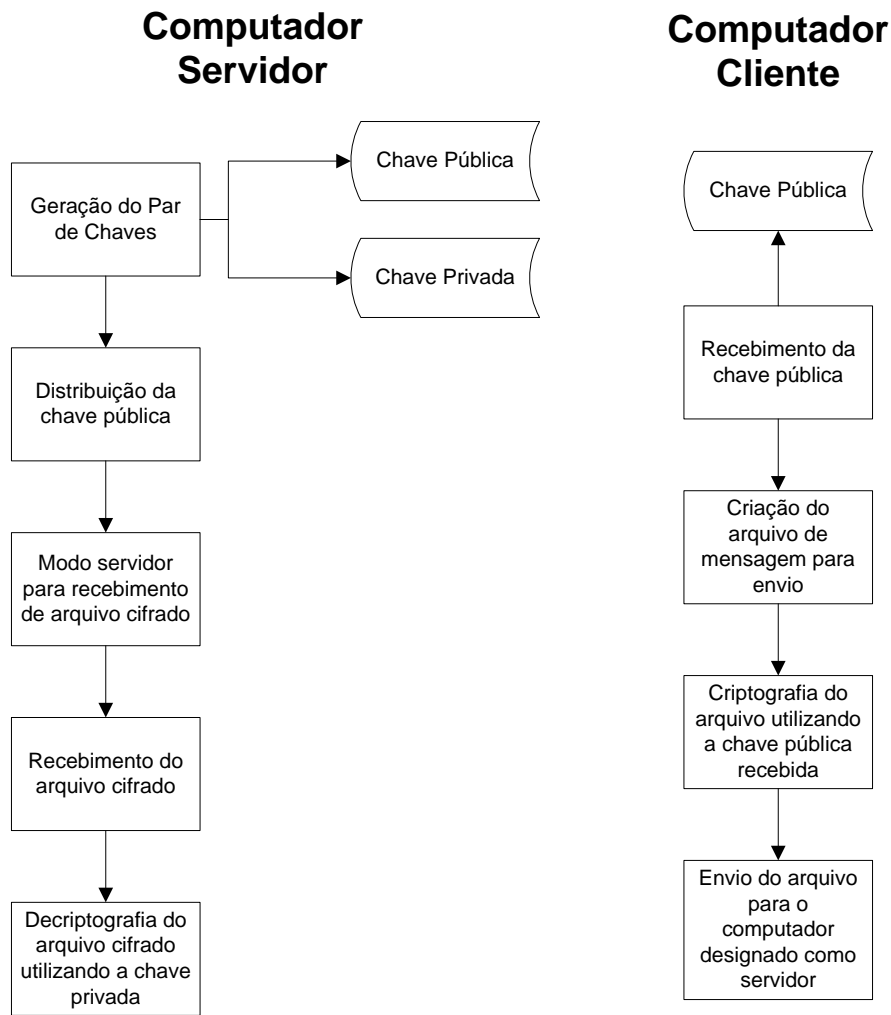 Computador
Servidor
Computador
Cliente
Geração do Par
de Chaves
Chave Pública
Chave Privada
Distribuição da
chave pública
Modo servidor
para recebimento
de arquivo cifrado
Recebimento do
arquivo cifrado
Decriptografia do
arquivo cifrado
utilizando a chave
privada
Chave Pública
Recebimento da
chave pública
Criação do
arquivo de
mensagem para
envio
Criptografia do
arquivo utilizando
a chave pública
recebida
Envio do arquivo
para o
computador
designado como
servidor